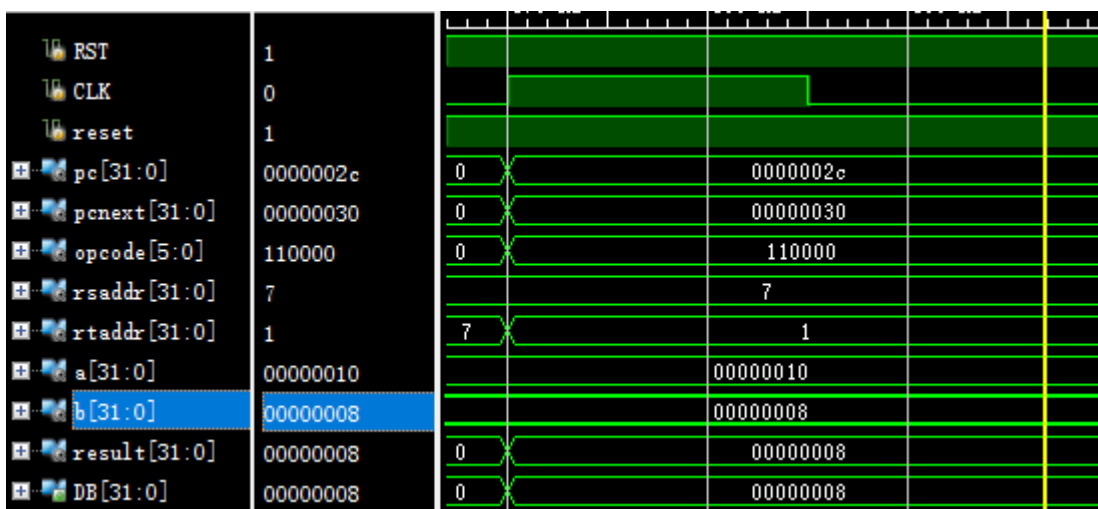 RST 1
CLK 0
reset 1
pc[31:0] 0000002c 0 0000002c
pcnext[31:0] 00000030 0 00000030
opcode[5:0] 110000 0 110000
rsaddr[31:0] 7 7
rtaddr[31:0] 1 7 1
a[31:0] 00000010 00000010
b[31:0] 00000008 00000008
result[31:0] 00000008 0 00000008
DB[31:0] 00000008 0 00000008